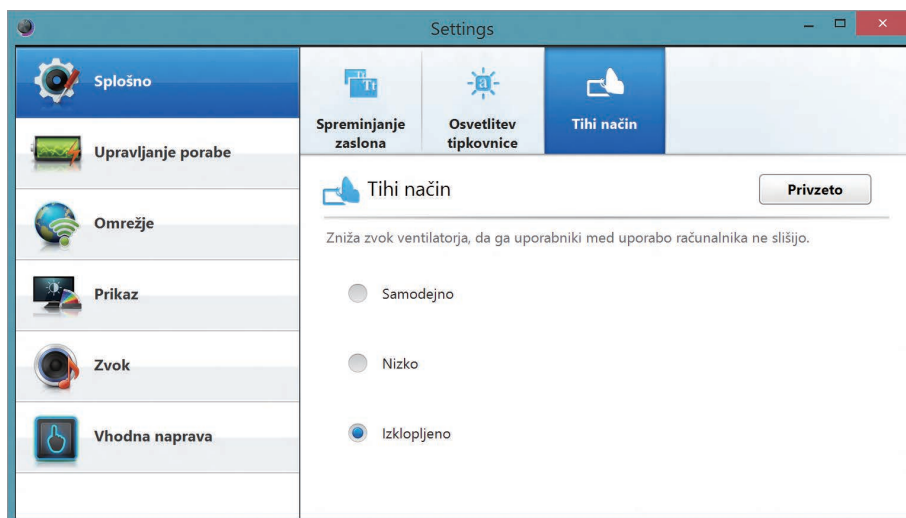 Settings
Splošno
Upravljanje porabe
Omrežje
Prikaz
Zvok
Vhodna naprava
Spreminjanje
zaslona
Osvetlitev
tipkovnice
Tihi način
Tihi način
Privzeto
Zniža zvok ventilatorja, da ga uporabniki med uporabo računalnika ne slišijo.
Samodejno
Nizko
Izklopljeno